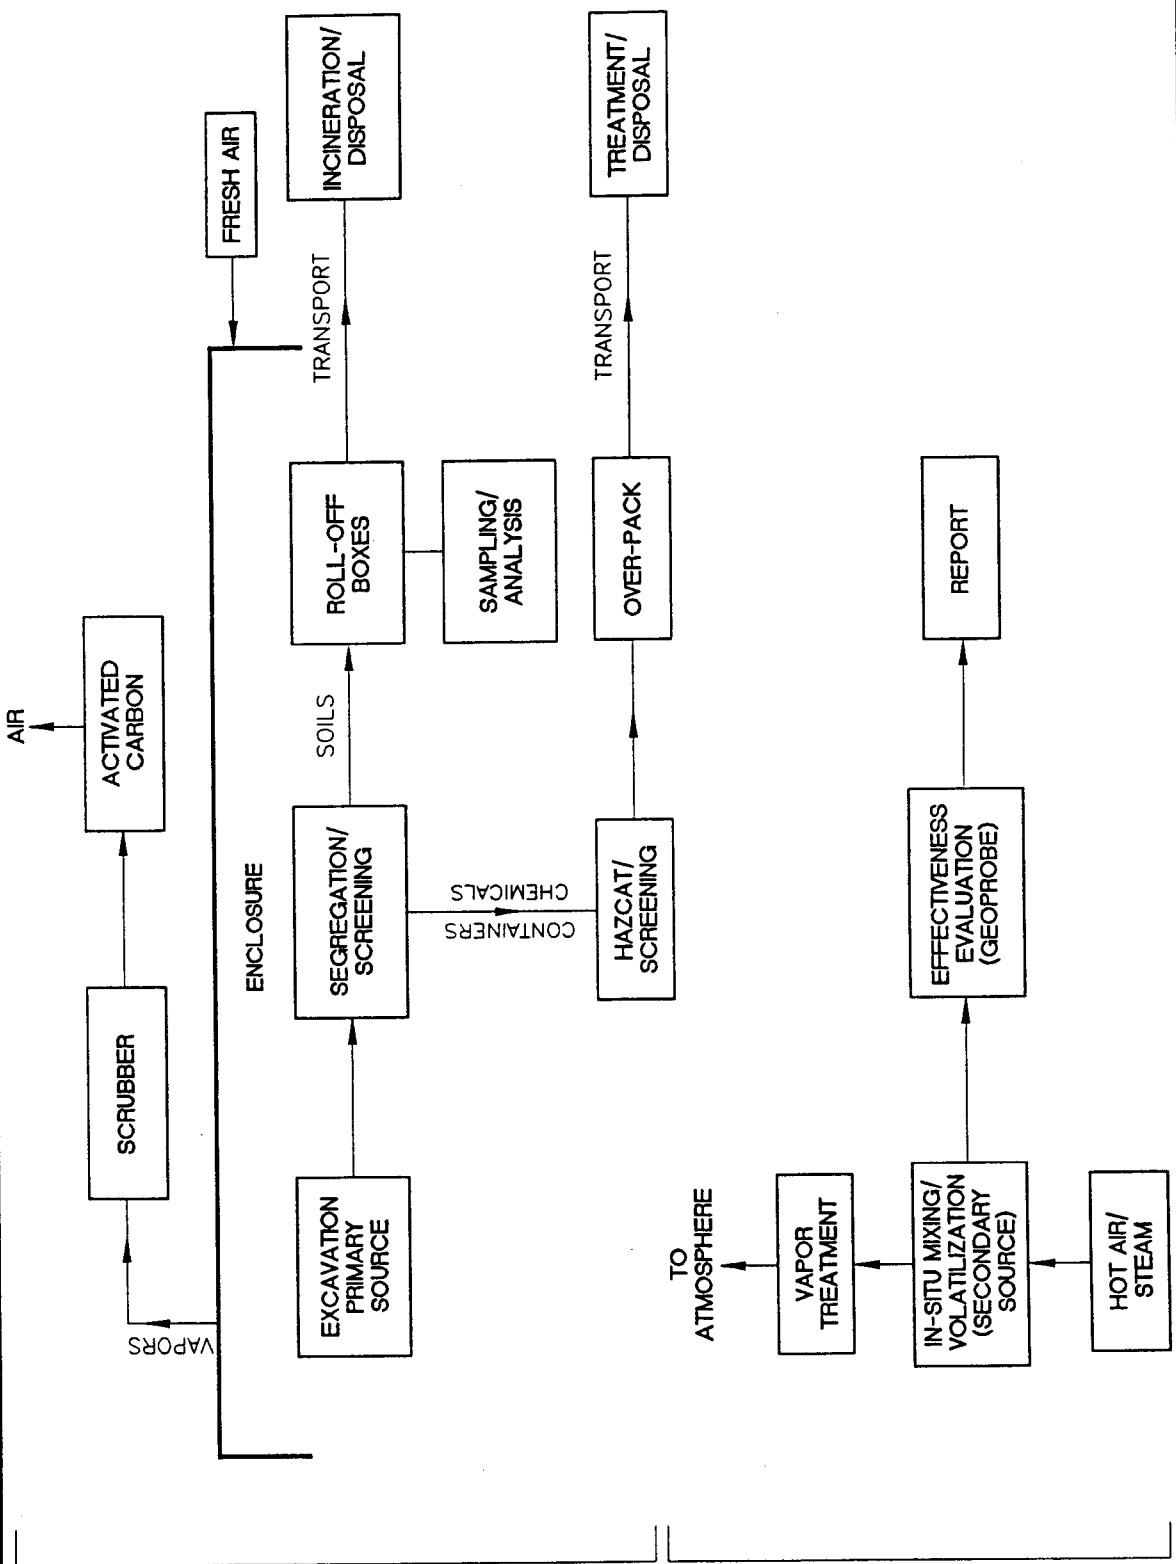 AIR
SCRUBBER
ACTIVATED
CARBON
VAPORS
FRESH AIR
ENCLOSURE
EXCAVATION
PRIMARY
SOURCE
SEGREGATION/
SCREENING
SOILS
ROLL-OFF
BOXES
TRANSPORT
INCINERATION/
DISPOSAL
CONTAINERS
CHEMICALS
SAMPLING/
ANALYSIS
HAZCAT/
SCREENING
OVER-PACK
TRANSPORT
TREATMENT/
DISPOSAL
TO
ATMOSPHERE
VAPOR
TREATMENT
IN-SITU MIXING/
VOLATILIZATION
(SECONDARY
SOURCE)
EFFECTIVENESS
EVALUATION
(GEOPROBE)
REPORT
HOT AIR/
STEAM